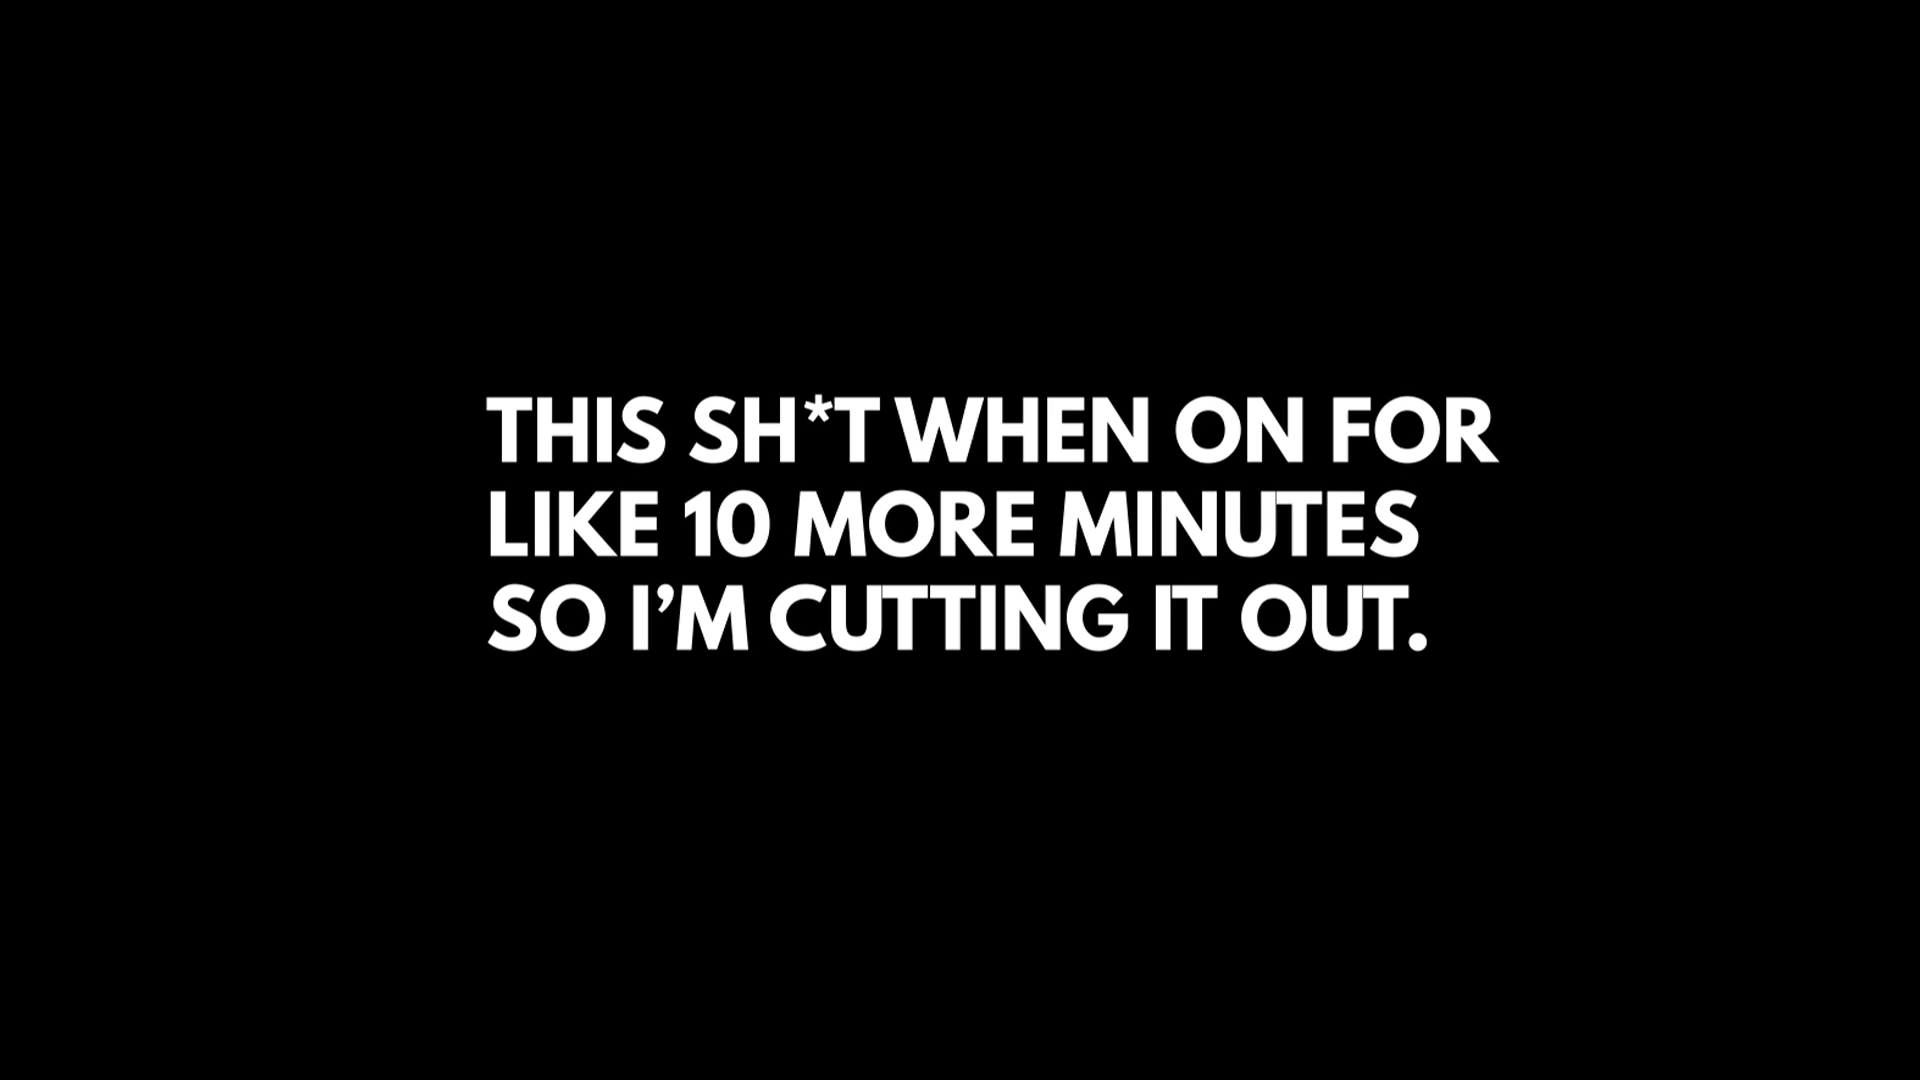 THIS SH*T WHEN ON FOR
LIKE 10 MORE MINUTES
SO I’M CUTTING IT OUT.